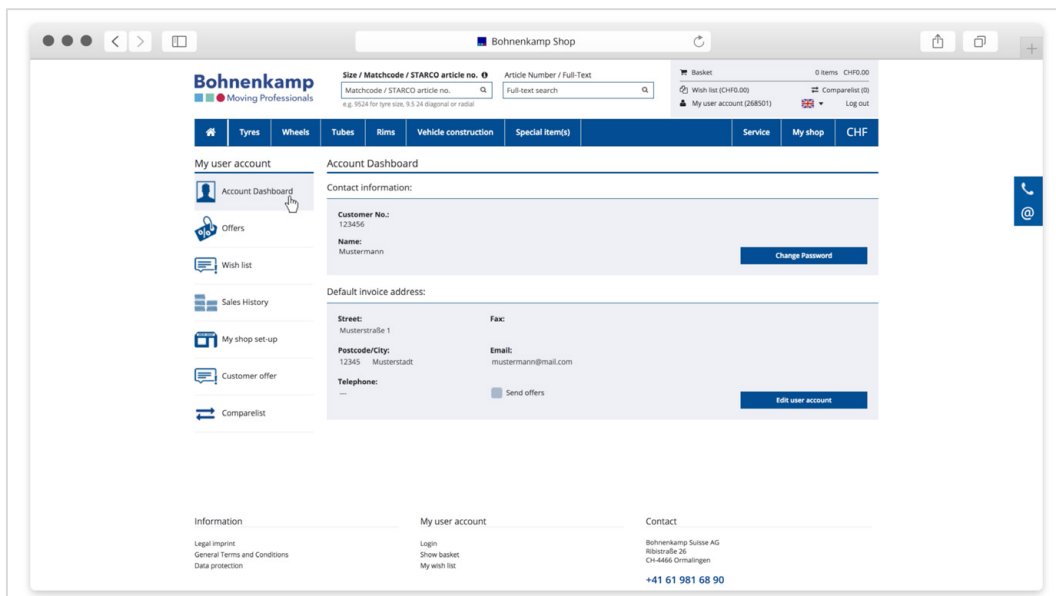 Bohnenkamp Shop
Bohnenkamp
Moving Professionals
Size / Matchcode / STARCO article no.
Matchcode / STARCO article no.
e.g. 9524 for tyre size, 9.5 24 diagonal or radial
Article Number / Full-Text
Full-text search
Basket 0 items CHF0.00
Wish list (CHF0.00) Comparelist (0)
My user account (268501) Log out
Tyres Wheels Tubes Rims Vehicle construction Special item(s) Service My shop CHF
My user account
Account Dashboard
Offers
Wish list
Sales History
My shop set-up
Customer offer
Comparelist
Account Dashboard
Contact information:
Customer No.:
123456
Name:
Mustermann
Change Password
Default invoice address:
Street:
Musterstraße 1
Fax:
Postcode/City:
12345 Musterstadt
Email:
mustermann@mail.com
Telephone:
---
Send offers
Edit user account
@
Information
Legal imprint
General Terms and Conditions
Data protection
My user account
Login
Show basket
My wish list
Contact
Bohnenkamp Suisse AG
Ribistraße 26
CH-4466 Ormalingen
+41 61 981 68 90